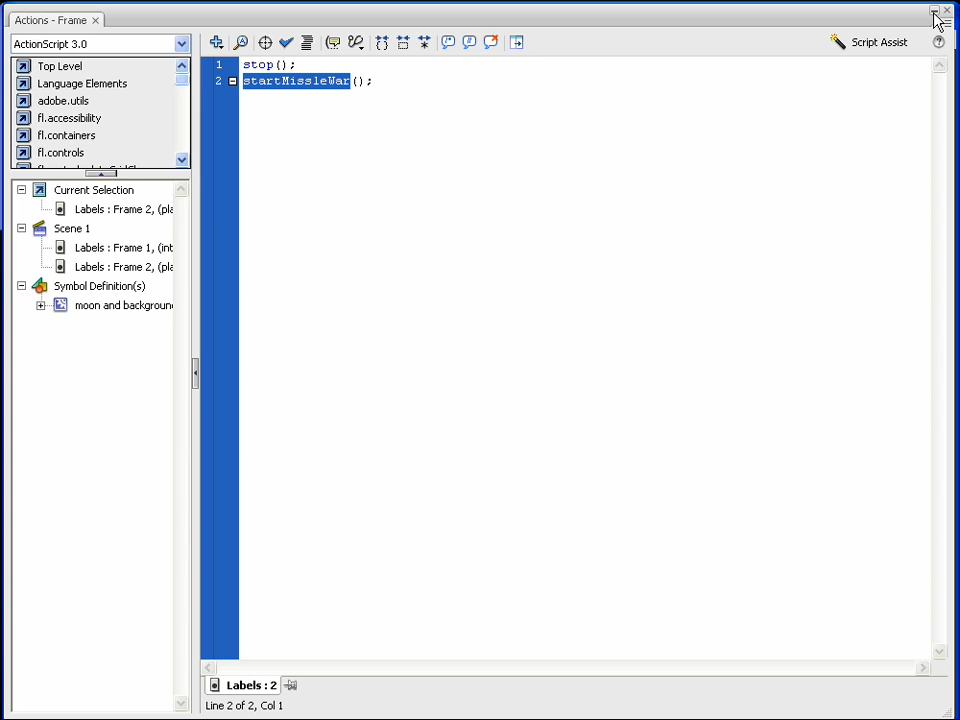 Actions - Frame
ActionScript 3.0
Script Assist
Top Level
Language Elements
adobe.utils
fl.accessibility
fl.containers
fl.controls
Current Selection
Labels : Frame 2, (pla
Scene 1
Labels : Frame 1, (int
Labels : Frame 2, (pla
Symbol Definition(s)
moon and background
1 stop();
2 startMissleWar();
Labels : 2
Line 2 of 2, Col 1